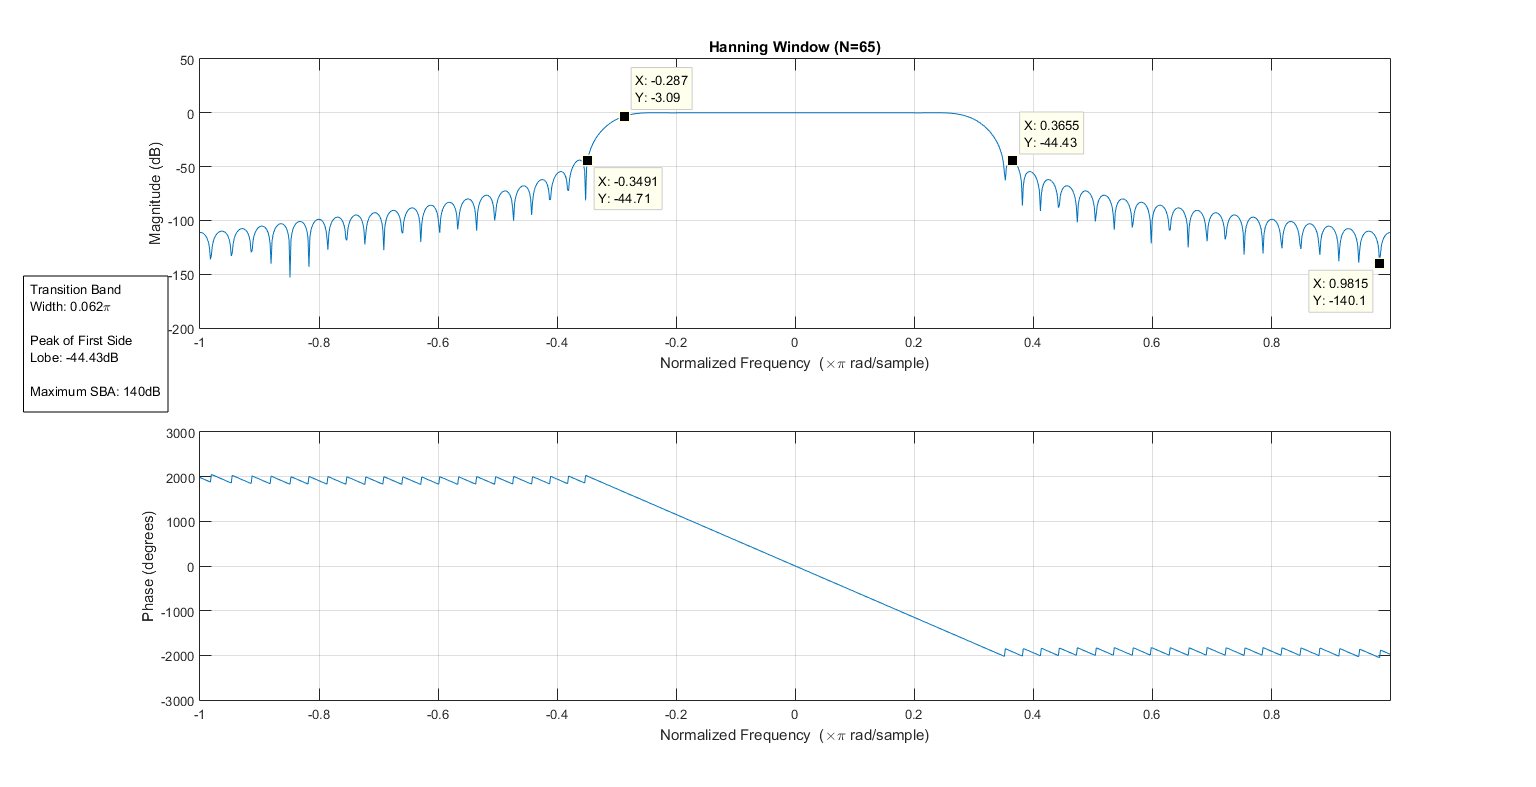 Hanning Window (N=65)
50
0
-50
-100
-150
-200
Magnitude (dB)
X: -0.287
Y: -3.09
X: -0.3491
Y: -44.71
X: 0.3655
Y: -44.43
X: 0.9815
Y: -140.1
-1
-0.8
-0.6
-0.4
-0.2
0
0.2
0.4
0.6
0.8
Normalized Frequency (×π rad/sample)
Transition Band
Width: 0.062π
Peak of First Side
Lobe: -44.43dB
Maximum SBA: 140dB
3000
2000
1000
0
-1000
-2000
-3000
Phase (degrees)
-1
-0.8
-0.6
-0.4
-0.2
0
0.2
0.4
0.6
0.8
Normalized Frequency (×π rad/sample)